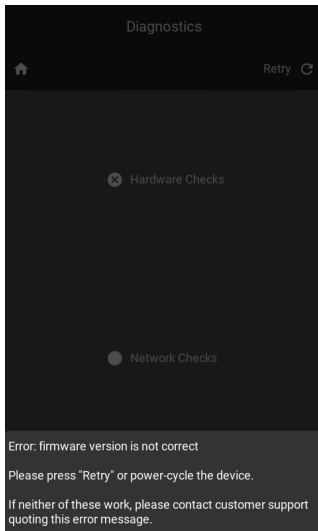 Diagnostics
Retry
Hardware Checks
Network Checks
Error: firmware version is not correct
Please press "Retry" or power-cycle the device.
If neither of these work, please contact customer support
quoting this error message.